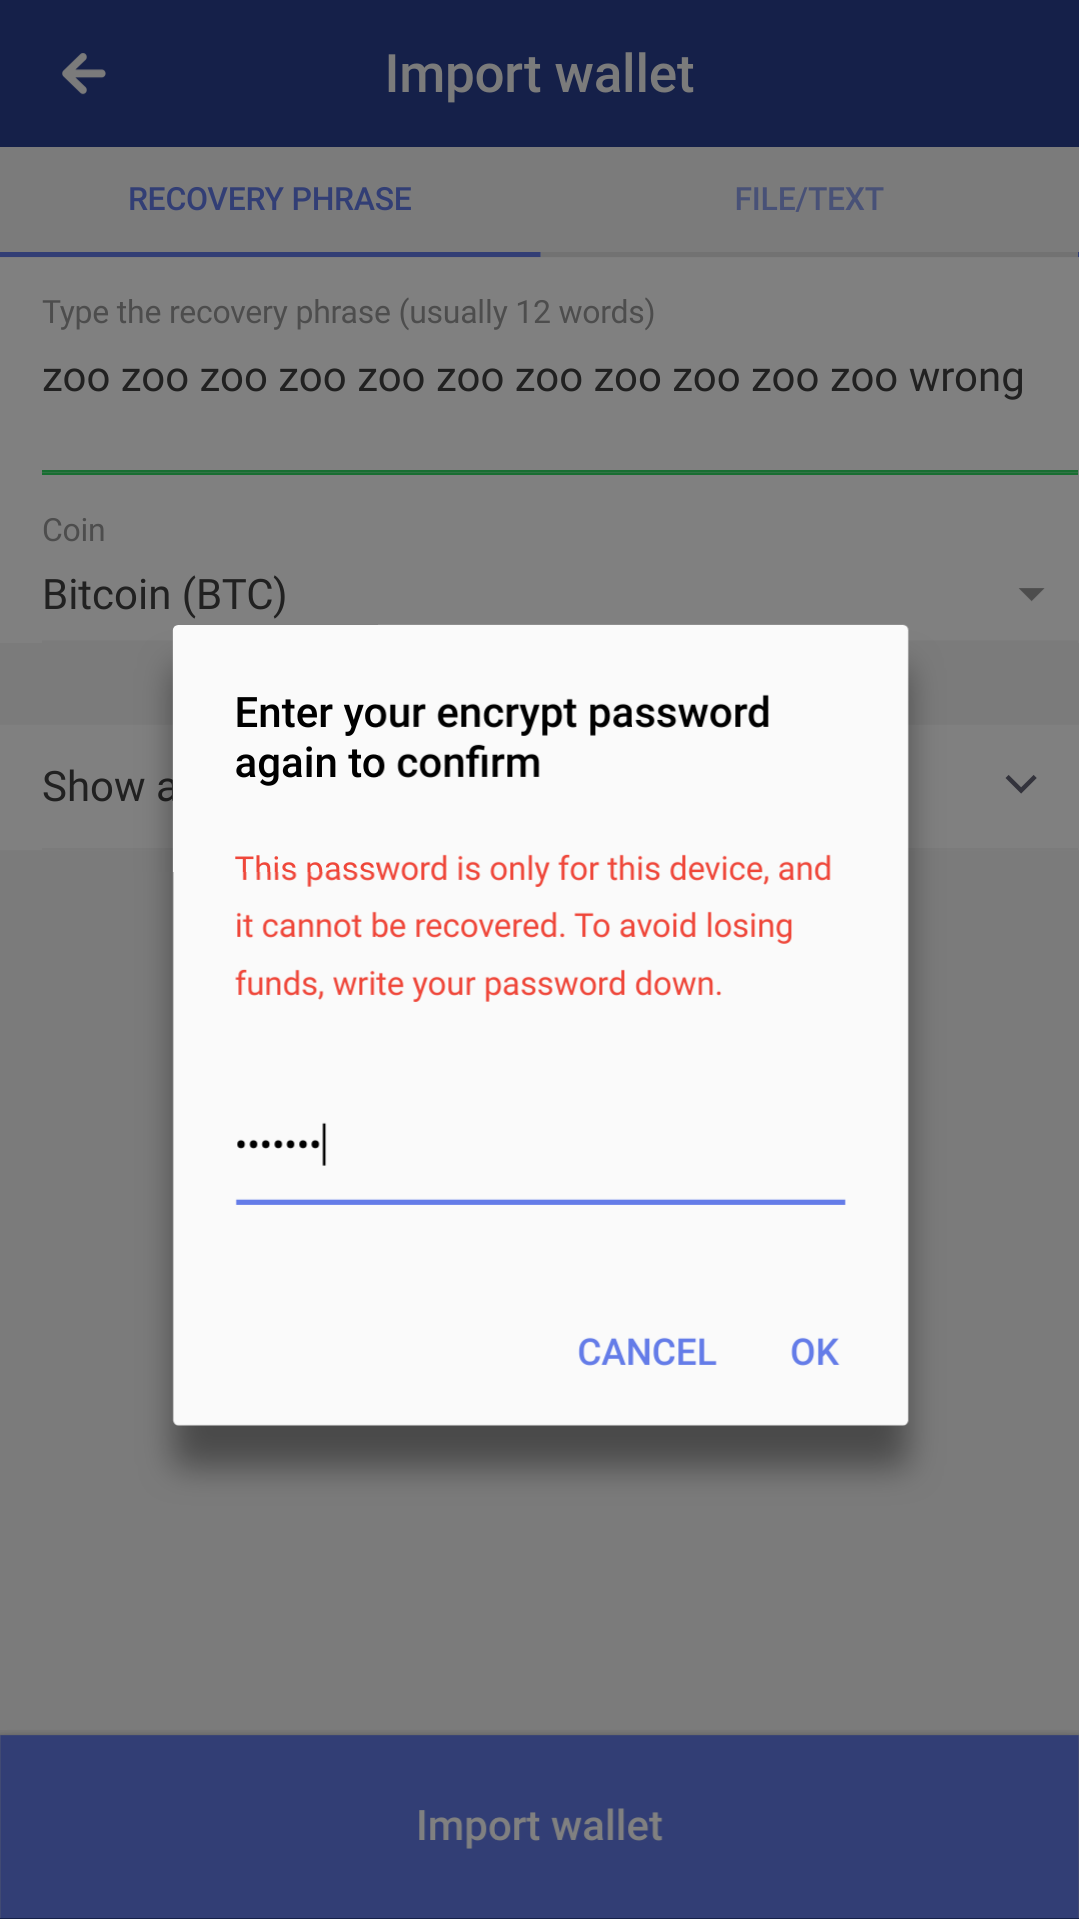 Import wallet
RECOVERY PHRASE
FILE/TEXT
Type the recovery phrase (usually 12 words)
zoo zoo zoo zoo zoo zoo zoo zoo zoo zoo zoo wrong
Coin
Bitcoin (BTC)
Show a
Enter your encrypt password
again to confirm
This password is only for this device, and
it cannot be recovered. To avoid losing
funds, write your password down.
•••••••
CANCEL
OK
Import wallet